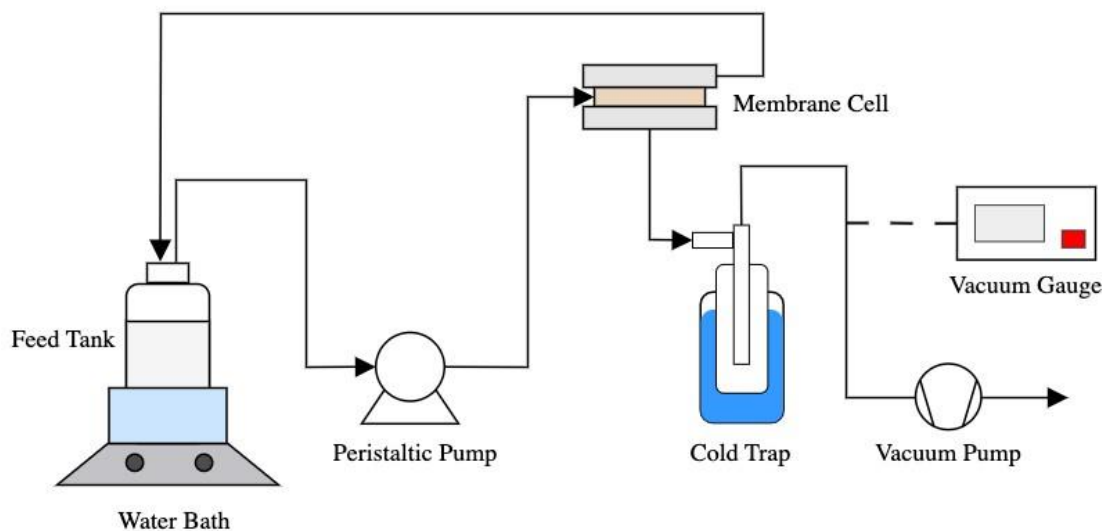 Membrane Cell
Vacuum Gauge
Feed Tank
Peristaltic Pump
Cold Trap
Vacuum Pump
Water Bath